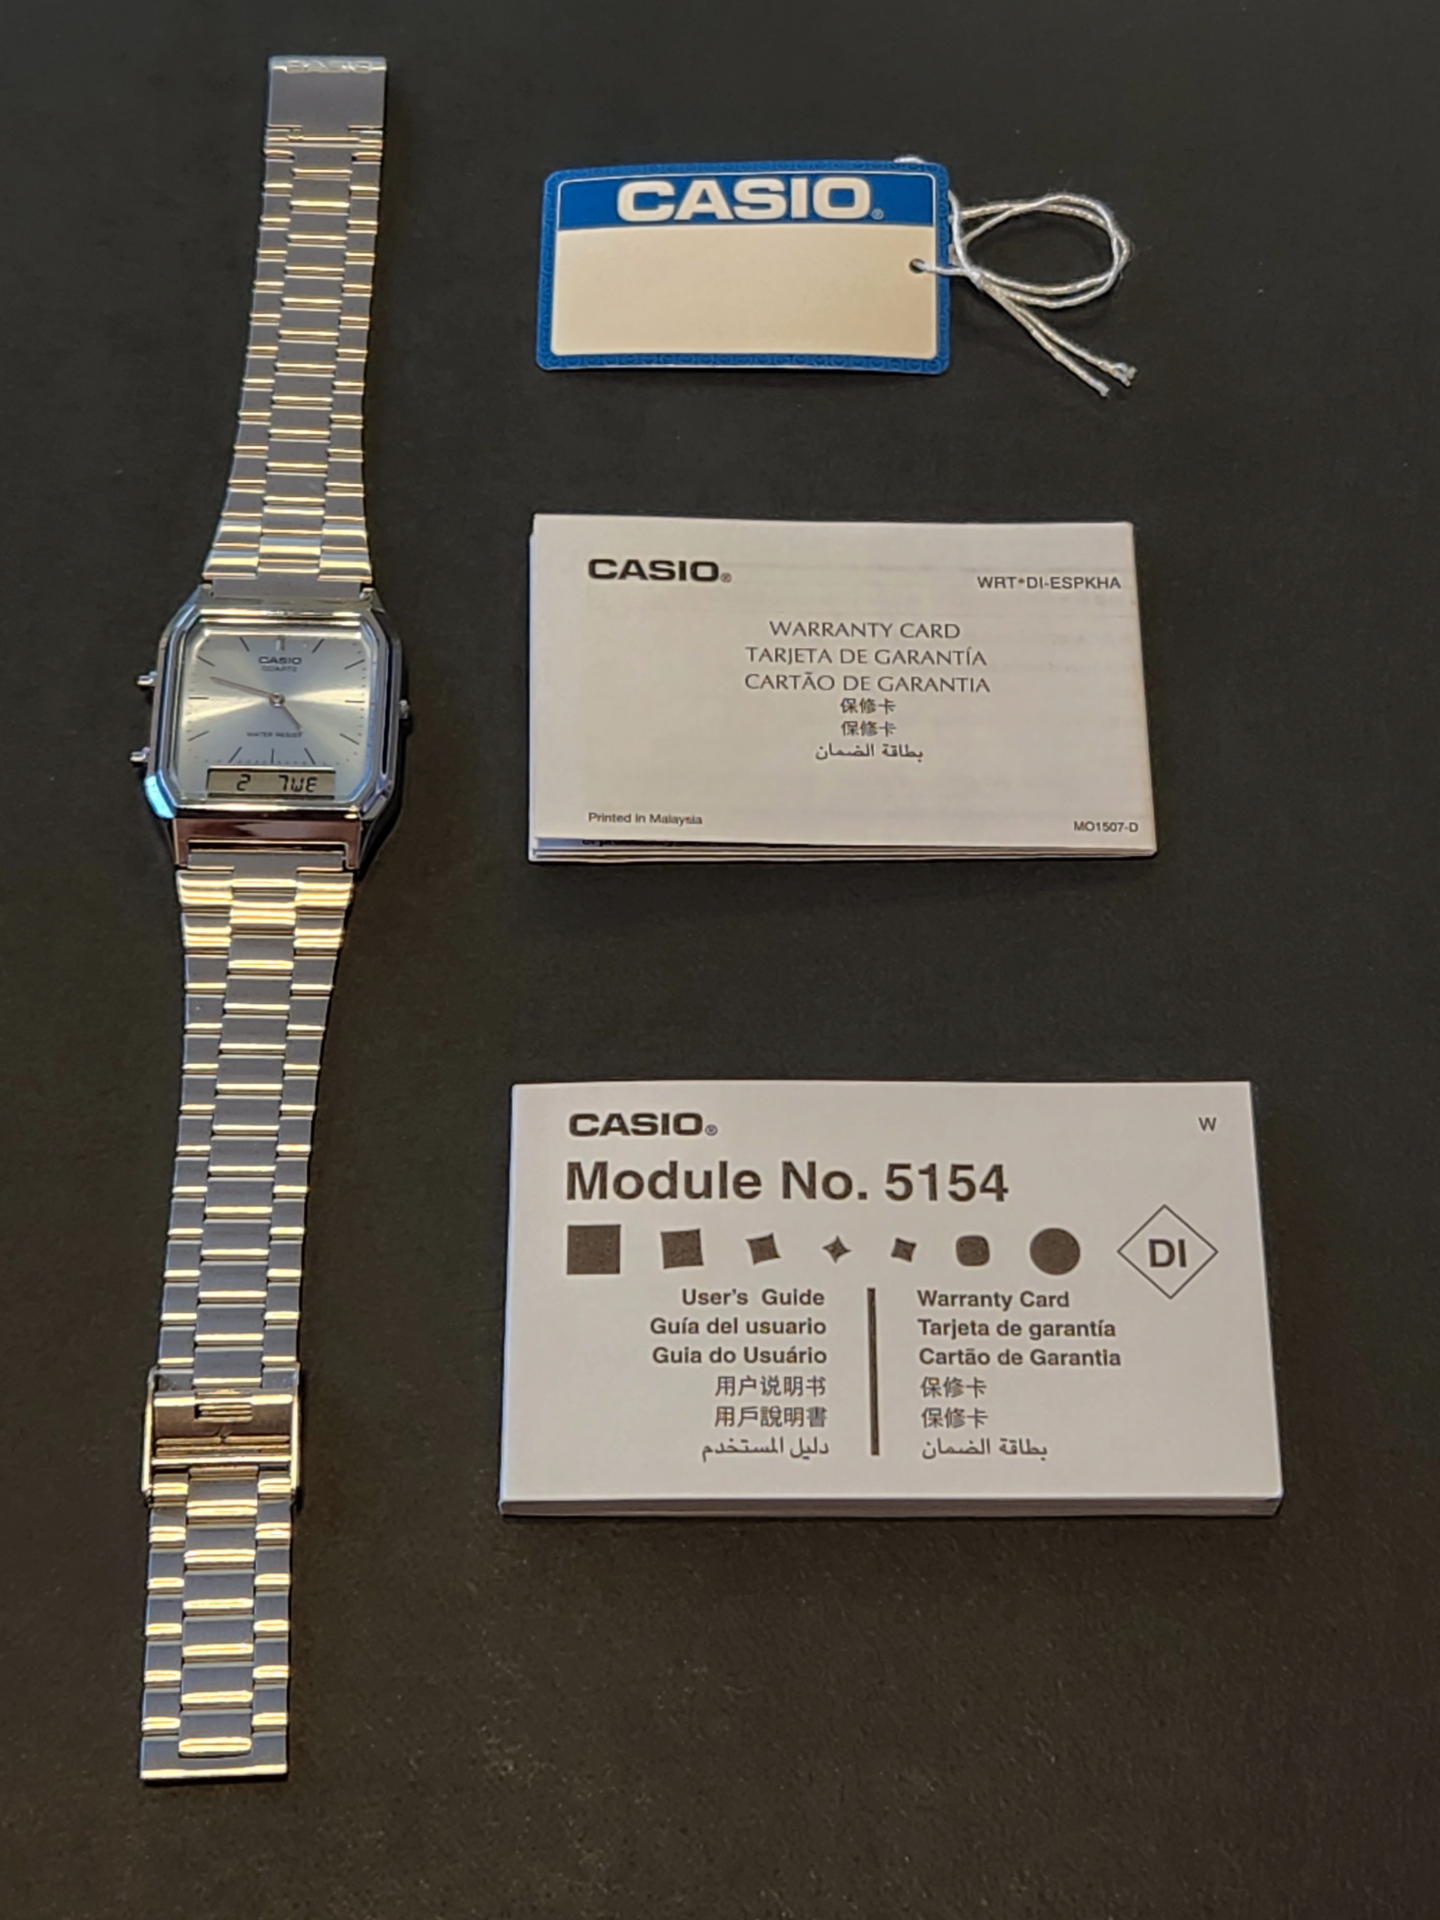 CASIO
CASIO
QUARTZ
WATER RESIST
2 7WE
CASIO®
CASIO®
WRT*DI-ESPKHA
WARRANTY CARD
TARJETA DE GARANTÍA
CARTÃO DE GARANTIA
保修卡
保修卡
بطاقة الضمان
Printed in Malaysia
MO1507-D
CASIO®
W
Module No. 5154
DI
User's Guide
Guía del usuario
Guia do Usuário
用户说明书
用戶說明書
دليل المستخدم
Warranty Card
Tarjeta de garantía
Cartão de Garantia
保修卡
保修卡
بطاقة الضمان